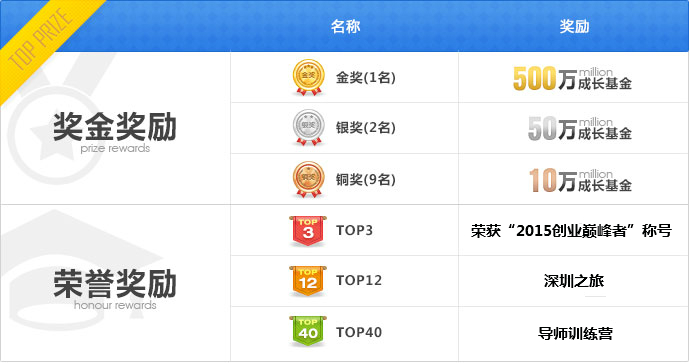 TOP PRIZE
名称 奖励
奖金奖励
prize rewards
金奖
金奖(1名)
500万 million 成长基金
银奖
银奖(2名)
50万 million 成长基金
铜奖
铜奖(9名)
10万 million 成长基金
荣誉奖励
honour rewards
TOP 3
TOP3
荣获“2015创业巅峰者”称号
TOP 12
TOP12
深圳之旅
TOP 40
TOP40
导师训练营